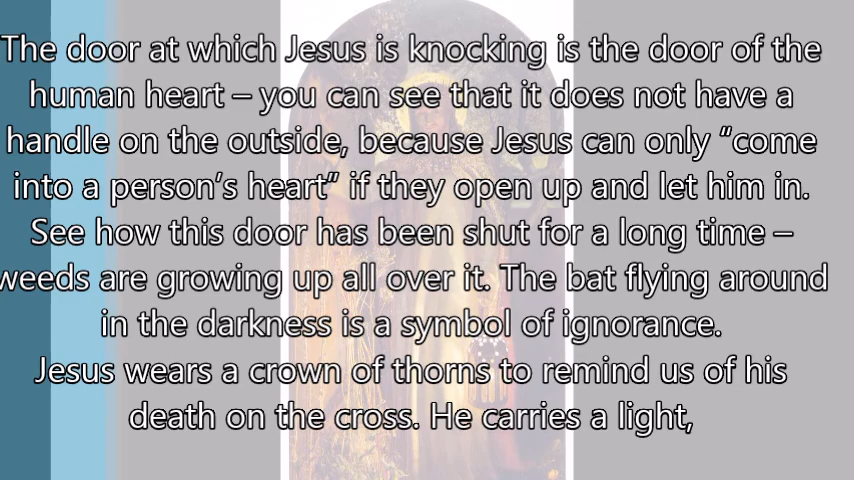 The door at which Jesus is knocking is the door of the
human heart – you can see that it does not have a
handle on the outside, because Jesus can only “come
into a person’s heart” if they open up and let him in.
See how this door has been shut for a long time –
weeds are growing up all over it. The bat flying around
in the darkness is a symbol of ignorance.
Jesus wears a crown of thorns to remind us of his
death on the cross. He carries a light,